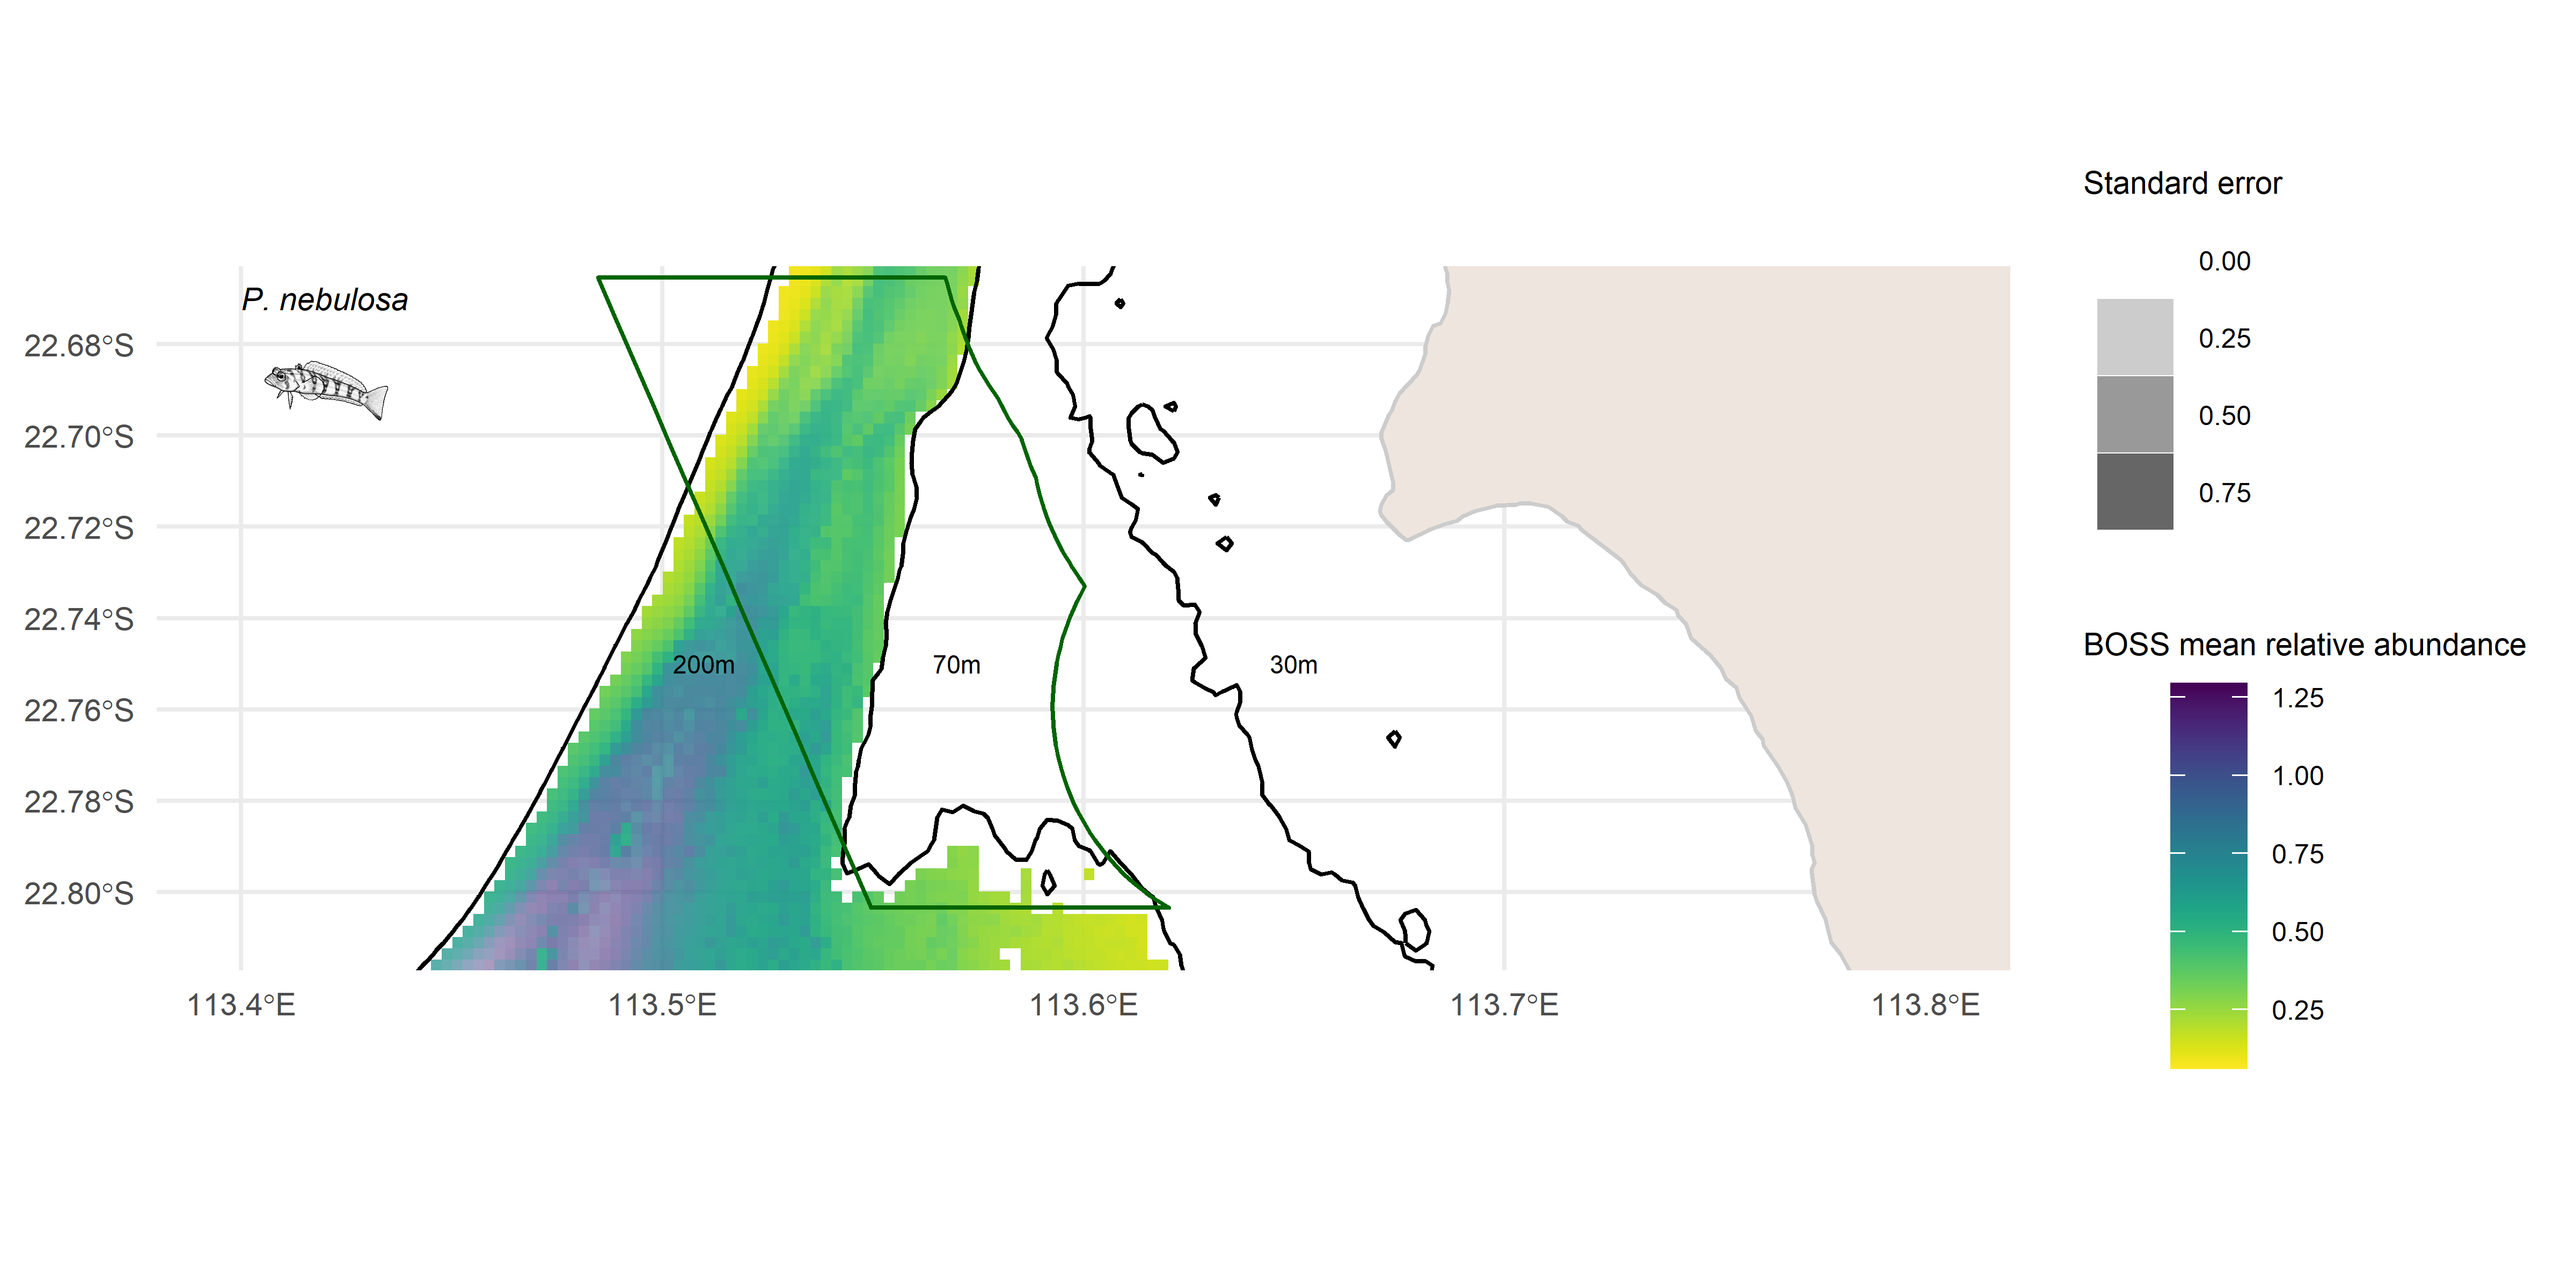 P. nebulosa
22.68°S
22.70°S
22.72°S
22.74°S
22.76°S
22.78°S
22.80°S
200m
70m
30m
113.4°E
113.5°E
113.6°E
113.7°E
113.8°E
Standard error
0.00
0.25
0.50
0.75
BOSS mean relative abundance
1.25
1.00
0.75
0.50
0.25